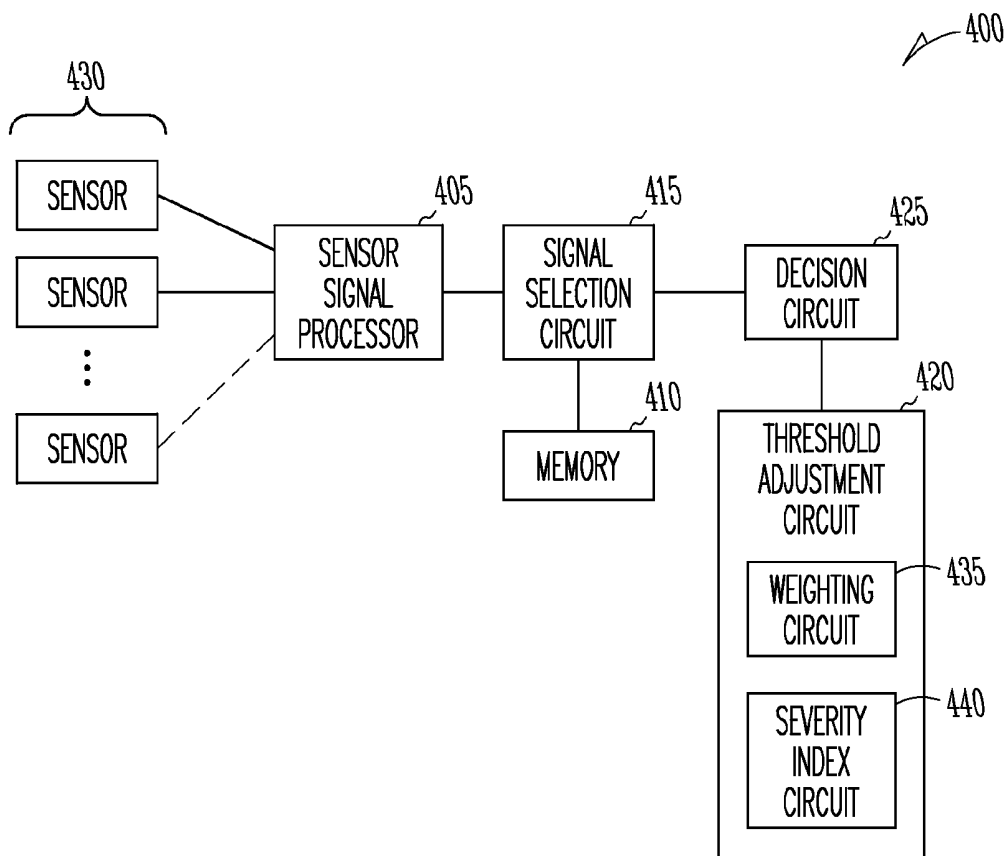 400
430
SENSOR
SENSOR
SENSOR
405
SENSOR
SIGNAL
PROCESSOR
415
SIGNAL
SELECTION
CIRCUIT
410
MEMORY
425
DECISION
CIRCUIT
420
THRESHOLD
ADJUSTMENT
CIRCUIT
435
WEIGHTING
CIRCUIT
440
SEVERITY
INDEX
CIRCUIT